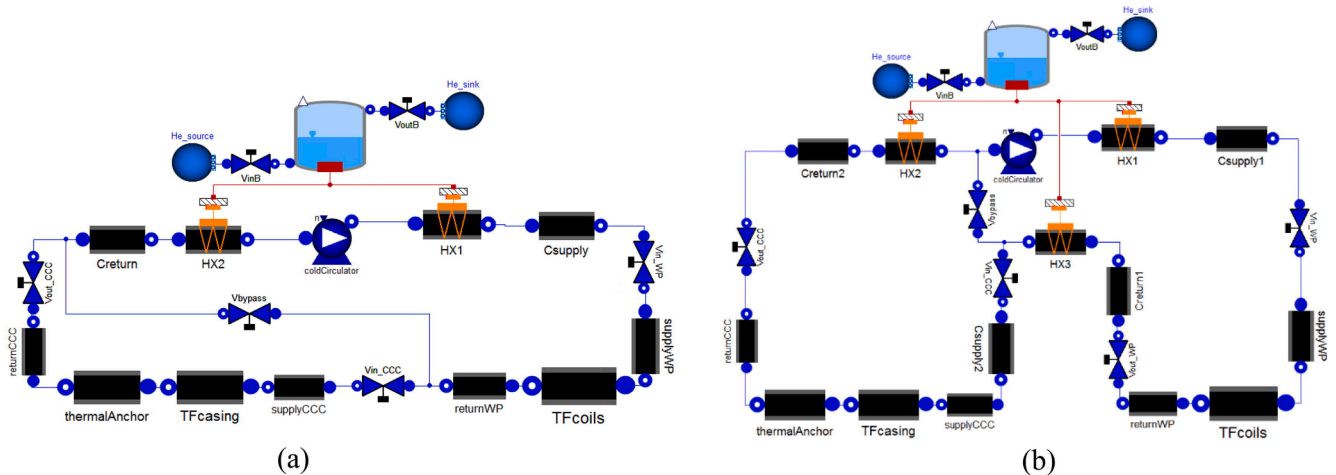 He_sink
VoutB
He_source
VinB
n
Creturn
HX2
coldCirculator
HX1
Csupply
Vin_WP
Vout_CCC
Vbypass
returnCCC
supplyWP
Vin_CCC
thermalAnchor
TFcasing
supplyCCC
returnWP
TFcoils
(a)
He_sink
VoutB
He_source
VinB
n
Creturn2
HX2
coldCirculator
HX1
Csupply1
Vbypass
Vin_WP
Vout_CCC
HX3
Vin_CCC
Creturn1
returnCCC
Csupply2
Vout_WP
supplyWP
thermalAnchor
TFcasing
supplyCCC
returnWP
TFcoils
(b)